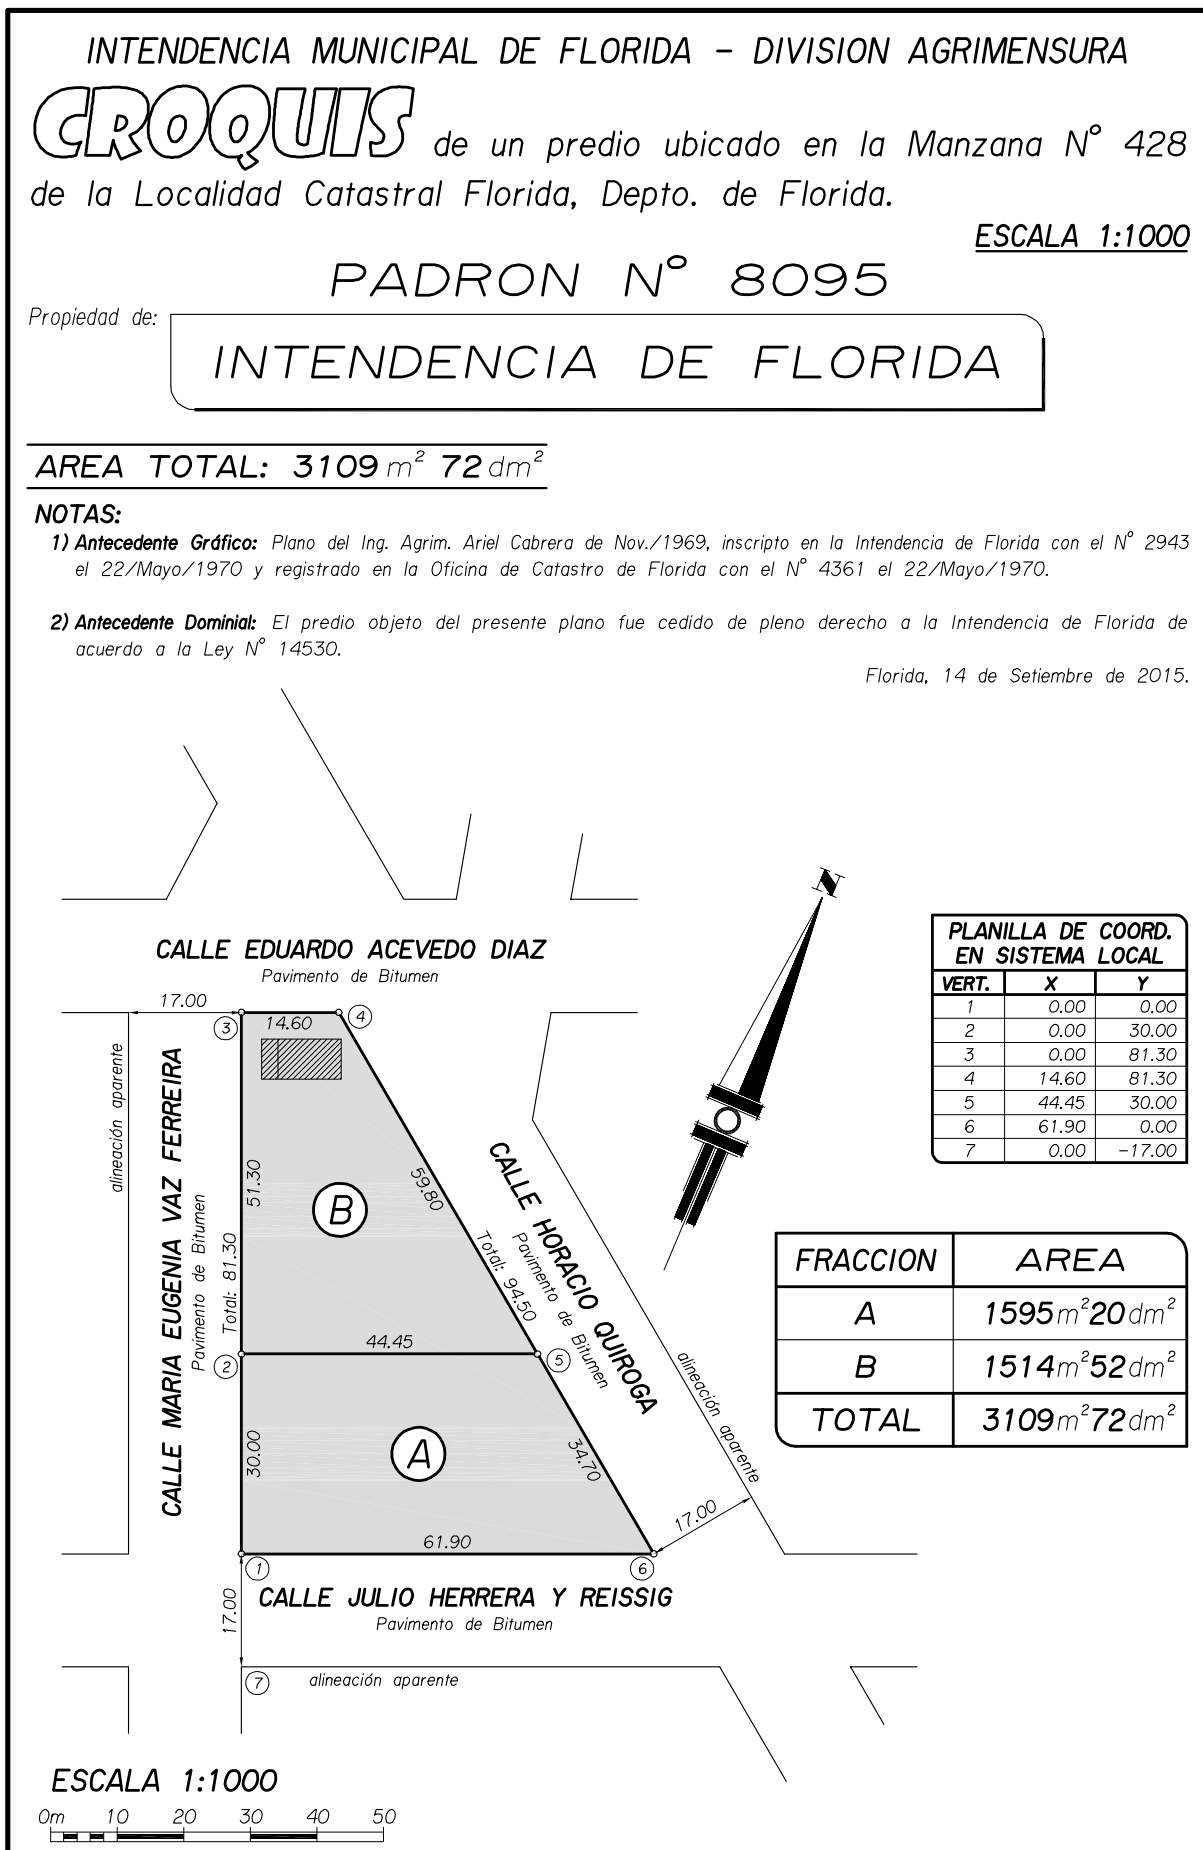 INTENDENCIA MUNICIPAL DE FLORIDA - DIVISION AGRIMENSURA
CROQUIS de un predio ubicado en la Manzana N° 428
de la Localidad Catastral Florida, Depto. de Florida.
ESCALA 1:1000
PADRON N° 8095
Propiedad de:
INTENDENCIA DE FLORIDA
AREA TOTAL: 3109 m² 72 dm²
NOTAS:
1) Antecedente Gráfico: Plano del Ing. Agrim. Ariel Cabrera de Nov./1969, inscripto en la Intendencia de Florida con el N° 2943
el 22/Mayo/1970 y registrado en la Oficina de Catastro de Florida con el N° 4361 el 22/Mayo/1970.
2) Antecedente Dominial: El predio objeto del presente plano fue cedido de pleno derecho a la Intendencia de Florida de
acuerdo a la Ley N° 14530.
Florida, 14 de Setiembre de 2015.
N
CALLE EDUARDO ACEVEDO DIAZ
Pavimento de Bitumen
17.00
3
14.60
4
alineación aparente
CALLE MARIA EUGENIA VAZ FERREIRA
Pavimento de Bitumen
Total: 81.30
51.30
B
59.80
Total: 94.50
CALLE HORACIO QUIROGA
Pavimento de Bitumen
alineación aparente
2
44.45
5
30.00
A
34.70
17.00
61.90
1
6
CALLE JULIO HERRERA Y REISSIG
Pavimento de Bitumen
17.00
7
alineación aparente
PLANILLA DE COORD.
EN SISTEMA LOCAL
VERT. X Y
1 0.00 0.00
2 0.00 30.00
3 0.00 81.30
4 14.60 81.30
5 44.45 30.00
6 61.90 0.00
7 0.00 -17.00
FRACCION AREA
A 1595 m² 20 dm²
B 1514 m² 52 dm²
TOTAL 3109 m² 72 dm²
ESCALA 1:1000
0m 10 20 30 40 50